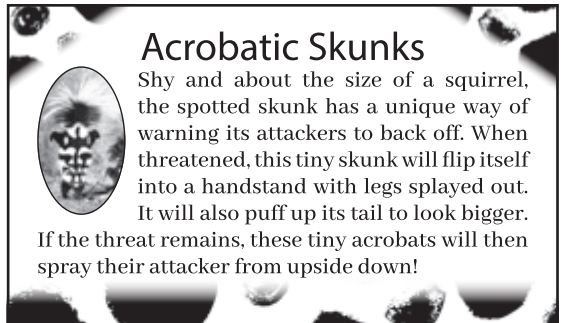 Acrobatic Skunks
Shy and about the size of a squirrel,
the spotted skunk has a unique way of
warning its attackers to back off. When
threatened, this tiny skunk will flip itself
into a handstand with legs splayed out.
It will also puff up its tail to look bigger.
If the threat remains, these tiny acrobats will then
spray their attacker from upside down!